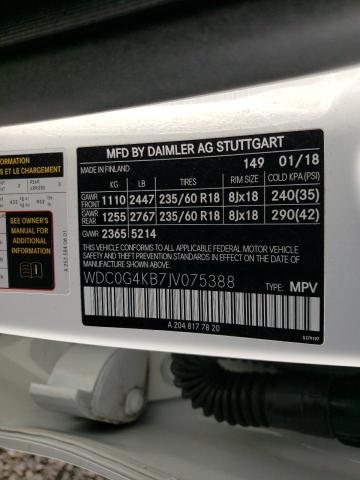 MFD BY DAIMLER AG STUTTGART
MADE IN FINLAND 149 01/18
KG LB TIRES RIM SIZE COLD KPA(PSI)
GAWR FRONT 1110 2447 235/60 R18 8Jx18 240(35)
GAWR REAR 1255 2767 235/60 R18 8Jx18 290(42)
GVWR 2365 5214
THIS VEHICLE CONFORMS TO ALL APPLICABLE FEDERAL MOTOR VEHICLE
SAFETY, BUMPER, AND THEFT PREVENTION STANDARDS IN EFFECT
ON THE DATE OF MANUFACTURE SHOWN ABOVE.
WDC0G4KB7JV075388
TYPE: MPV
A 204 817 78 20
INFORMATION
ET LE CHARGEMENT
SEE OWNER'S
MANUAL FOR
ADDITIONAL
INFORMATION